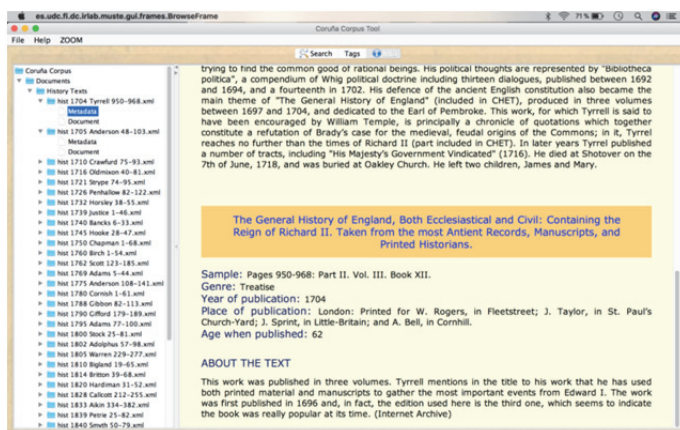 es.udc.fi.dc.irlab.muste.gui.frames.BrowseFrame
71%
Coruña Corpus Tool
File Help ZOOM
Search Tags
Coruña Corpus
Documents
History Texts
hist 1704 Tyrrell 950-968.xml
Metadata
Document
hist 1705 Anderson 48-103.xml
Metadata
Document
hist 1710 Crawfurd 75-93.xml
hist 1716 Oldmixon 40-81.xml
hist 1721 Strype 74-95.xml
hist 1726 Penhallow 82-122.xml
hist 1732 Horsley 38-55.xml
hist 1739 Justice 1-46.xml
hist 1740 Bancks 6-33.xml
hist 1745 Hooke 28-47.xml
hist 1750 Chapman 1-68.xml
hist 1760 Birch 1-54.xml
hist 1762 Scott 123-185.xml
hist 1769 Adams 5-44.xml
hist 1775 Anderson 108-141.xml
hist 1780 Cornish 1-61.xml
hist 1788 Gibbon 82-113.xml
hist 1790 Gifford 179-189.xml
hist 1795 Adams 77-100.xml
hist 1800 Stock 25-81.xml
hist 1802 Adolphus 57-98.xml
hist 1805 Warren 229-277.xml
hist 1810 Bigland 19-65.xml
hist 1814 Britton 39-68.xml
hist 1820 Hardiman 31-52.xml
hist 1828 Callcott 212-255.xml
hist 1833 Aikin 334-382.xml
hist 1839 Petrie 25-82.xml
hist 1840 Smyth 50-79.xml
trying to find the common good of rational beings. His political thoughts are represented by "Bibliotheca
politica", a compendium of Whig political doctrine including thirteen dialogues, published between 1692
and 1694, and a fourteenth in 1702. His defence of the ancient English constitution also became the
main theme of "The General History of England" (included in CHET), produced in three volumes
between 1697 and 1704, and dedicated to the Earl of Pembroke. This work, for which Tyrrell is said to
have been encouraged by William Temple, is principally a chronicle of quotations which together
constitute a refutation of Brady's case for the medieval, feudal origins of the Commons; in it, Tyrrell
reaches no further than the times of Richard II (part included in CHET). In later years Tyrrell published
a number of tracts, including "His Majesty's Government Vindicated" (1716). He died at Shotover on the
7th of June, 1718, and was buried at Oakley Church. He left two children, James and Mary.
The General History of England, Both Ecclesiastical and Civil: Containing the
Reign of Richard II. Taken from the most Antient Records, Manuscripts, and
Printed Historians.
Sample: Pages 950-968: Part II. Vol. III. Book XII.
Genre: Treatise
Year of publication: 1704
Place of publication: London: Printed for W. Rogers, in Fleetstreet; J. Taylor, in St. Paul's
Church-Yard; J. Sprint, in Little-Britain; and A. Bell, in Cornhill.
Age when published: 62
ABOUT THE TEXT
This work was published in three volumes. Tyrrell mentions in the title to his work that he has used
both printed material and manuscripts to gather the most important events from Edward I. The work
was first published in 1696 and, in fact, the edition used here is the third one, which seems to indicate
the book was really popular at its time. (Internet Archive)